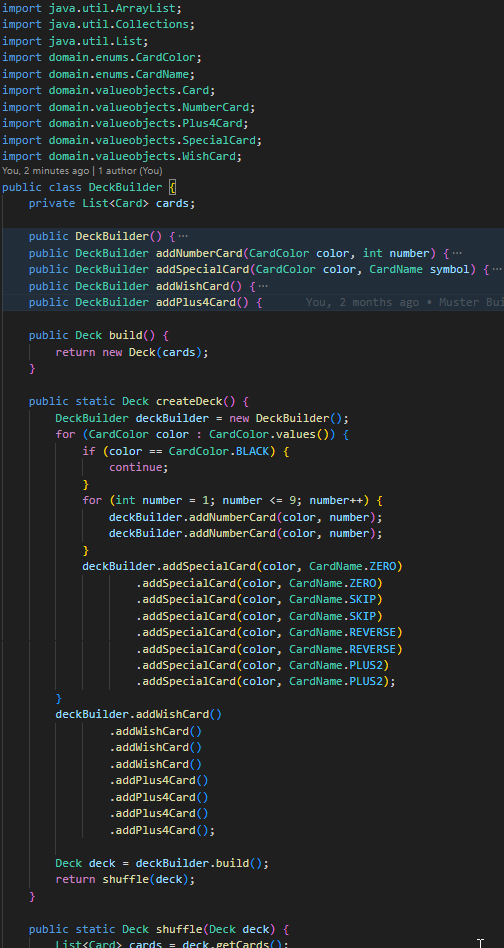 import java.util.ArrayList;
import java.util.Collections;
import java.util.List;
import domain.enums.CardColor;
import domain.enums.CardName;
import domain.valueobjects.Card;
import domain.valueobjects.NumberCard;
import domain.valueobjects.Plus4Card;
import domain.valueobjects.SpecialCard;
import domain.valueobjects.WishCard;
You, 2 minutes ago | 1 author (You)
public class DeckBuilder {
private List<Card> cards;
public DeckBuilder() {⋯
public DeckBuilder addNumberCard(CardColor color, int number) {⋯
public DeckBuilder addSpecialCard(CardColor color, CardName symbol) {⋯
public DeckBuilder addWishCard() {⋯
public DeckBuilder addPlus4Card() { You, 2 months ago • Muster Bui
public Deck build() {
return new Deck(cards);
}
public static Deck createDeck() {
DeckBuilder deckBuilder = new DeckBuilder();
for (CardColor color : CardColor.values()) {
if (color == CardColor.BLACK) {
continue;
}
for (int number = 1; number <= 9; number++) {
deckBuilder.addNumberCard(color, number);
deckBuilder.addNumberCard(color, number);
}
deckBuilder.addSpecialCard(color, CardName.ZERO)
.addSpecialCard(color, CardName.ZERO)
.addSpecialCard(color, CardName.SKIP)
.addSpecialCard(color, CardName.SKIP)
.addSpecialCard(color, CardName.REVERSE)
.addSpecialCard(color, CardName.REVERSE)
.addSpecialCard(color, CardName.PLUS2)
.addSpecialCard(color, CardName.PLUS2);
}
deckBuilder.addWishCard()
.addWishCard()
.addWishCard()
.addWishCard()
.addPlus4Card()
.addPlus4Card()
.addPlus4Card()
.addPlus4Card();
Deck deck = deckBuilder.build();
return shuffle(deck);
}
public static Deck shuffle(Deck deck) {
List<Card> cards = deck.getCards();